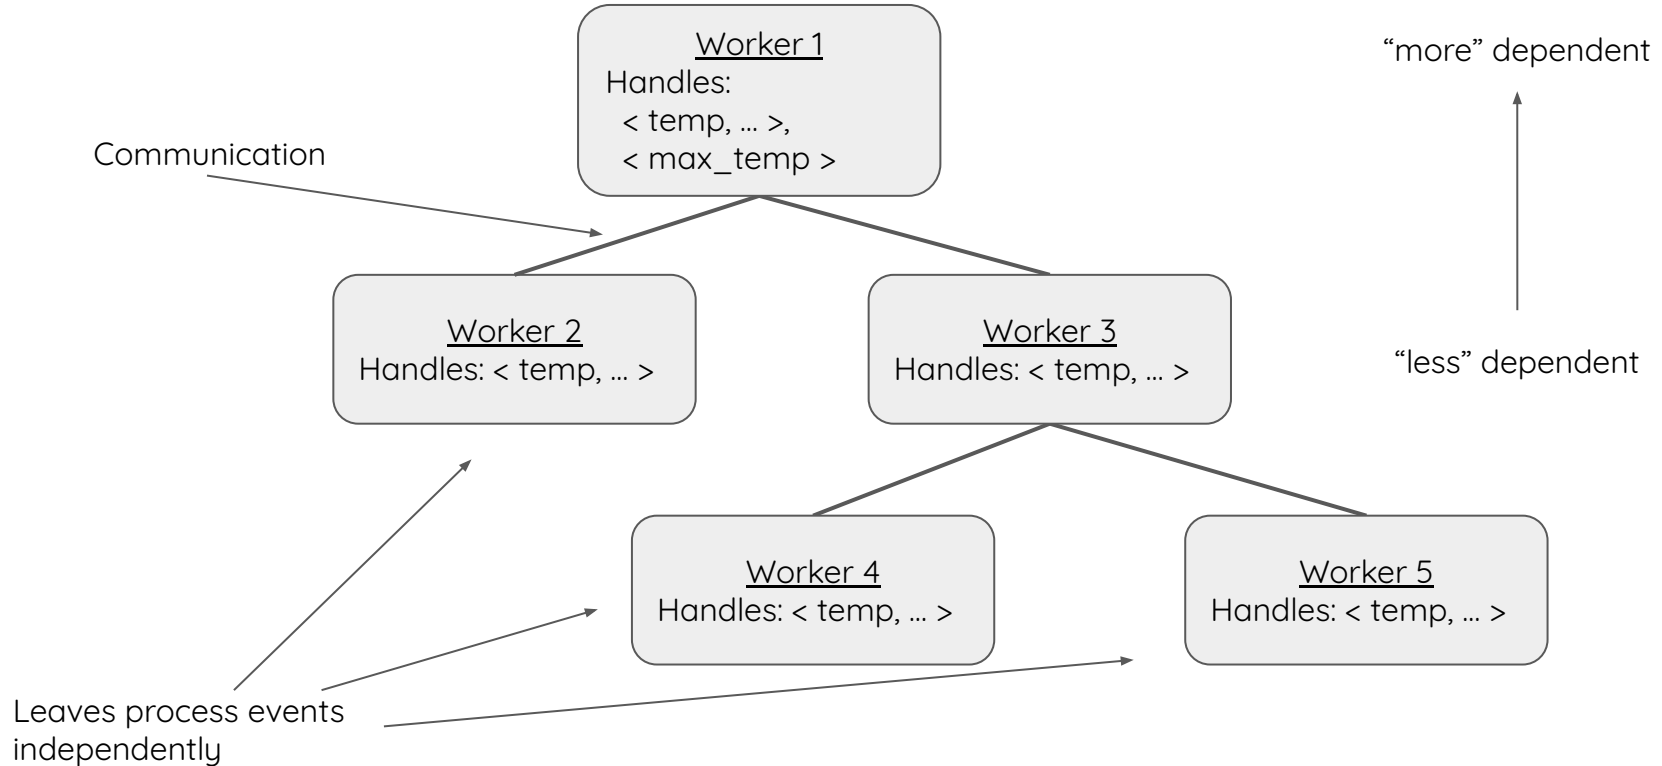 Worker 1
Handles:
< temp, ... >,
< max_temp >
“more” dependent
Communication
Worker 2
Handles: < temp, ... >
Worker 3
Handles: < temp, ... >
“less” dependent
Worker 4
Handles: < temp, ... >
Worker 5
Handles: < temp, ... >
Leaves process events
independently